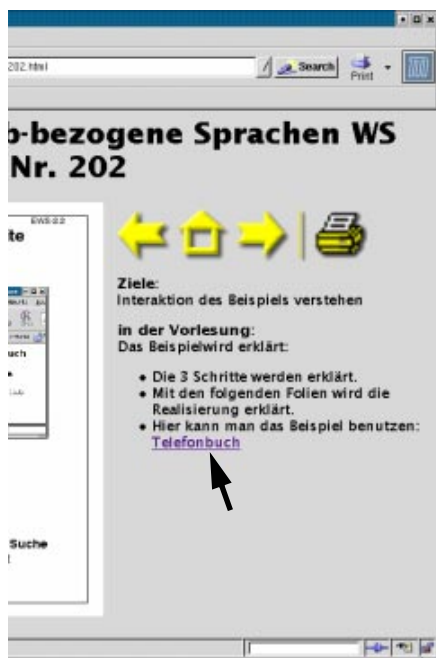 202.html
Search
Print
b-bezogene Sprachen WS
Nr. 202
EWS-2.2
te
uch
Suche
Ziele:
Interaktion des Beispiels verstehen
in der Vorlesung:
Das Beispielwird erklärt:
• Die 3 Schritte werden erklärt.
• Mit den folgenden Folien wird die
Realisierung erklärt.
• Hier kann man das Beispiel benutzen:
Telefonbuch